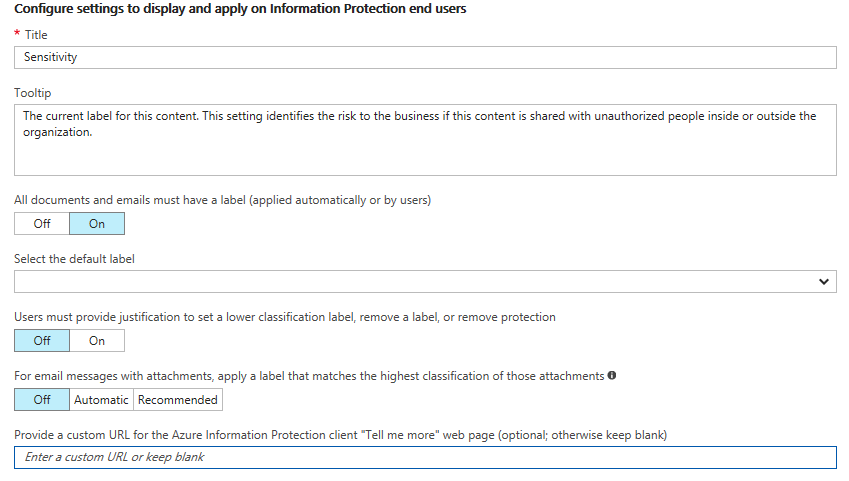 Configure settings to display and apply on Information Protection end users
* Title
Sensitivity
Tooltip
The current label for this content. This setting identifies the risk to the business if this content is shared with unauthorized people inside or outside the
organization.
All documents and emails must have a label (applied automatically or by users)
Off On
Select the default label
Users must provide justification to set a lower classification label, remove a label, or remove protection
Off On
For email messages with attachments, apply a label that matches the highest classification of those attachments
Off Automatic Recommended
Provide a custom URL for the Azure Information Protection client "Tell me more" web page (optional; otherwise keep blank)
Enter a custom URL or keep blank